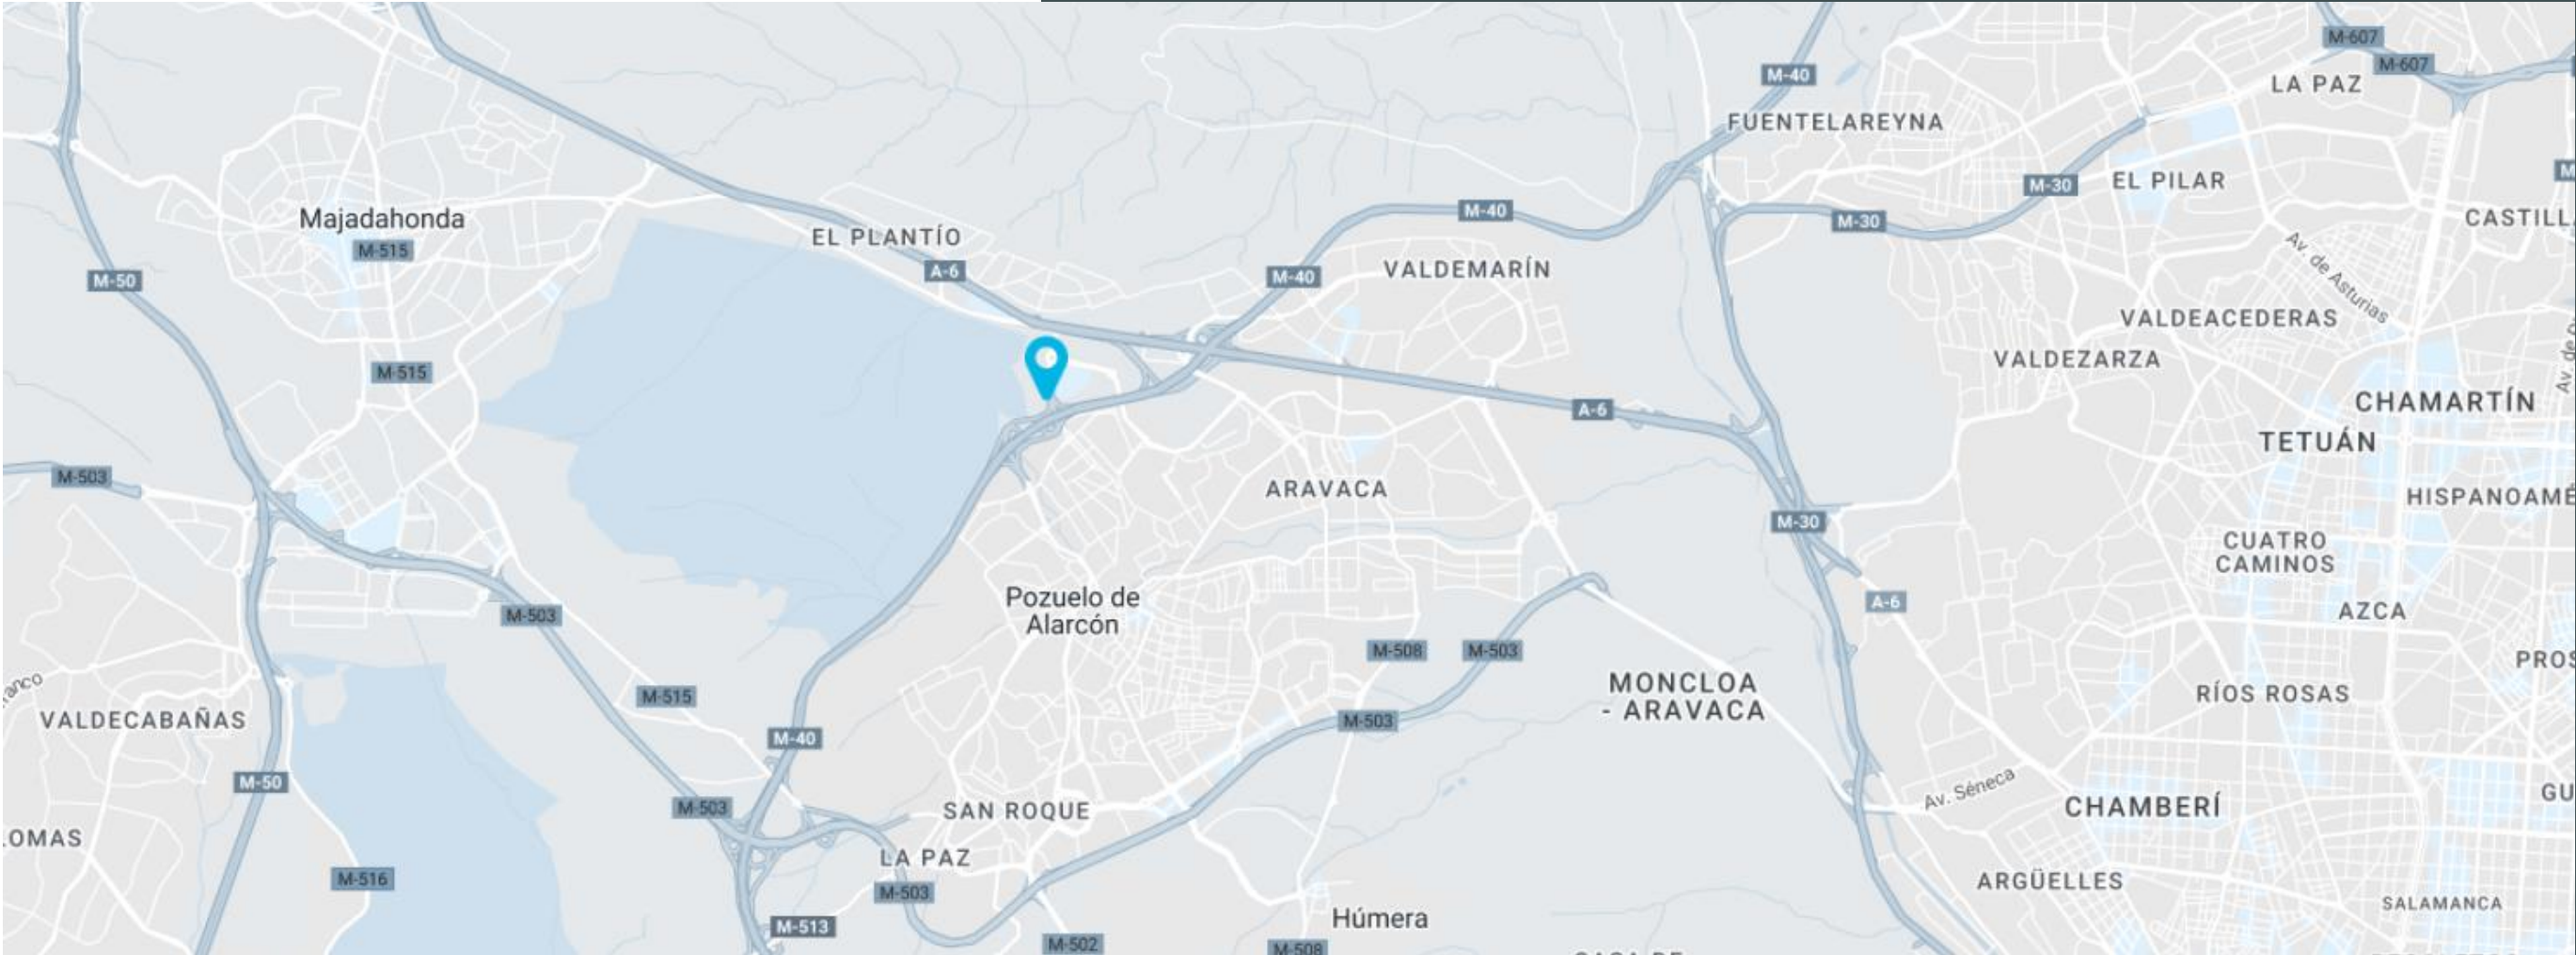 M-607
M-607
M-40
LA PAZ
FUENTELAREYNA
M-30
EL PILAR
Majadahonda
M-515
M-40
M-30
CASTILL
EL PLANTÍO
A-6
M-40
VALDEMARÍN
Av. de Asturias
M-50
VALDEACEDERAS
VALDEZARZA
M-515
A-6
CHAMARTÍN
TETUÁN
M-503
ARAVACA
HISPANOAMÉ
M-30
CUATRO
CAMINOS
Pozuelo de
Alarcón
M-503
A-6
AZCA
M-508
M-503
PROS
MONCLOA
- ARAVACA
M-515
RÍOS ROSAS
VALDECABAÑAS
M-503
M-40
M-50
Av. Séneca
GU
M-503
SAN ROQUE
CHAMBERÍ
LOMAS
LA PAZ
M-516
M-503
ARGÜELLES
SALAMANCA
M-513
Húmera
M-502
M-508